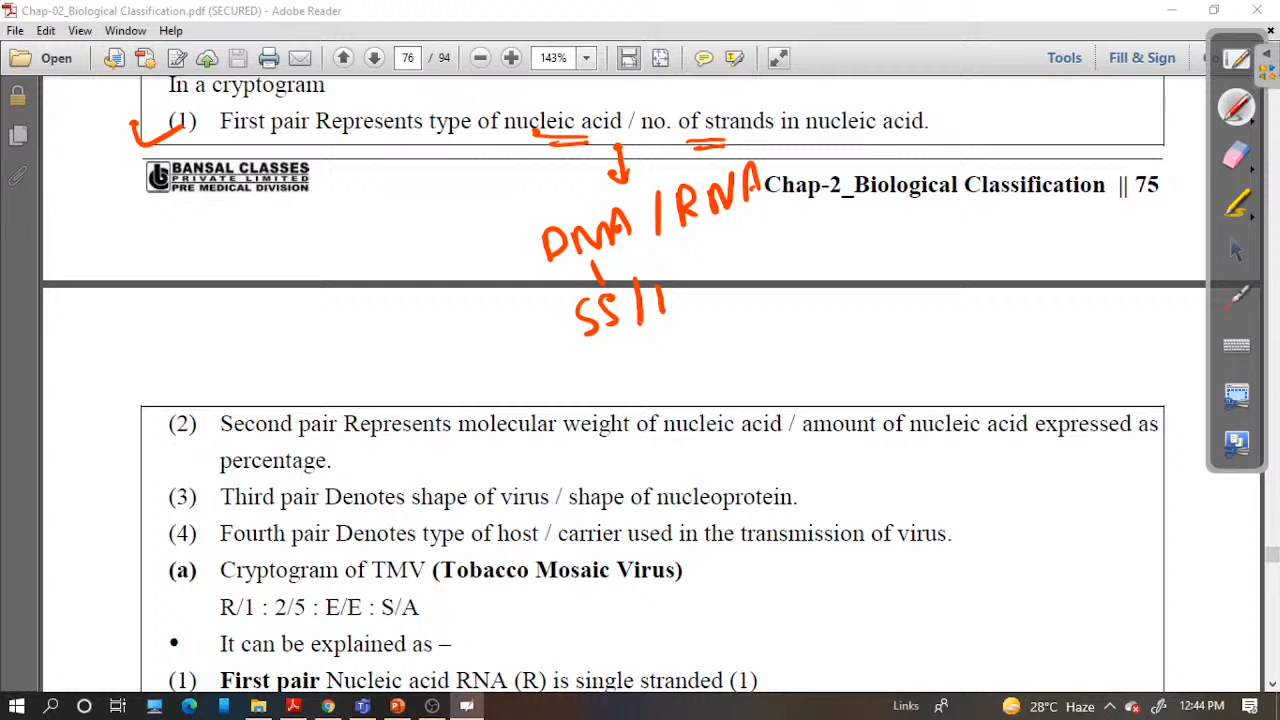 Chap-02_Biological Classification.pdf (SECURED) - Adobe Reader
File Edit View Window Help
Open 76 / 94 143% Tools Fill & Sign
In a cryptogram
(1) First pair Represents type of nucleic acid / no. of strands in nucleic acid.
BANSAL CLASSES
PRIVATE LIMITED
PRE MEDICAL DIVISION
Chap-2_Biological Classification || 75
DNA / RNA
SS /
(2) Second pair Represents molecular weight of nucleic acid / amount of nucleic acid expressed as
percentage.
(3) Third pair Denotes shape of virus / shape of nucleoprotein.
(4) Fourth pair Denotes type of host / carrier used in the transmission of virus.
(a) Cryptogram of TMV (Tobacco Mosaic Virus)
R/1 : 2/5 : E/E : S/A
• It can be explained as –
(1) First pair Nucleic acid RNA (R) is single stranded (1)
Links 28°C Haze 12:44 PM